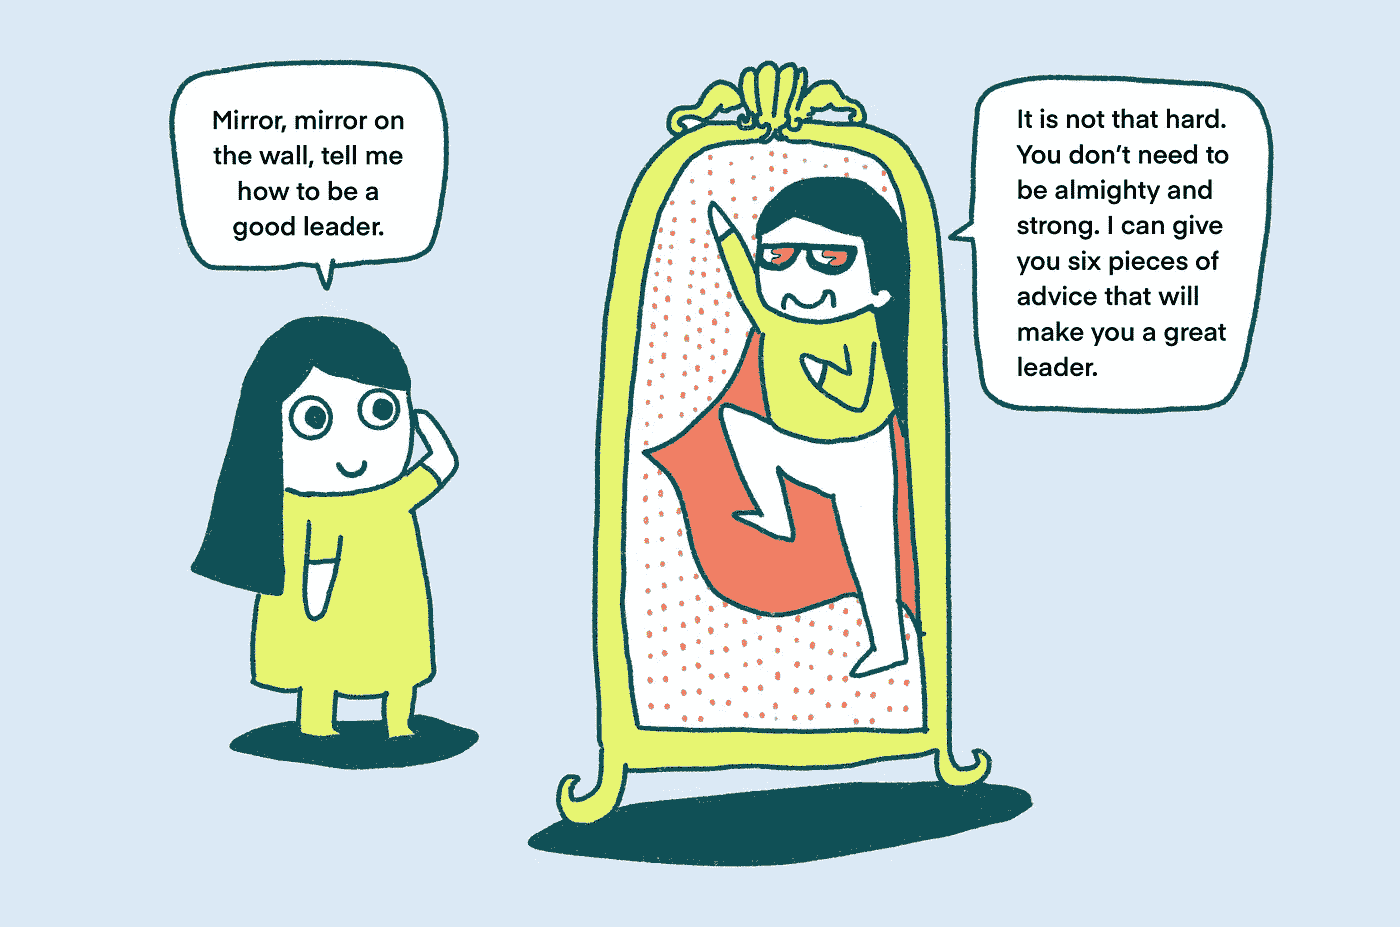 Mirror, mirror on
the wall, tell me
how to be a
good leader.
It is not that hard.
You don’t need to
be almighty and
strong. I can give
you six pieces of
advice that will
make you a great
leader.